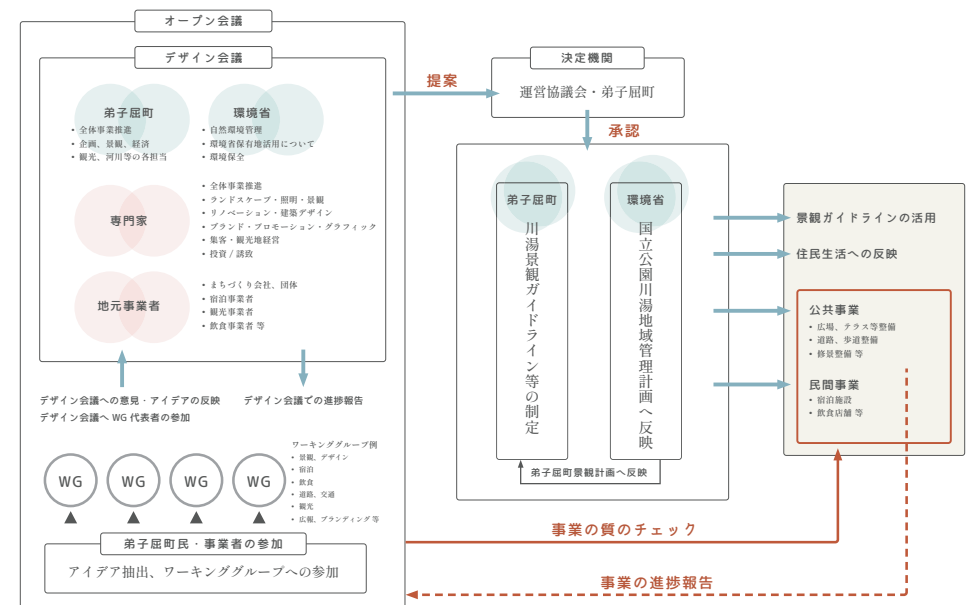 オープン会議
デザイン会議
弟子屈町
• 全体事業推進
• 企画、景観、経済
• 観光、河川等の各担当
環境省
• 自然環境管理
• 環境省保有地活用について
• 環境保全
専門家
• 全体事業推進
• ランドスケープ・照明・景観
• リノベーション・建築デザイン
• ブランド・プロモーション・グラフィック
• 集客・観光地経営
• 投資 / 誘致
地元事業者
• まちづくり会社、団体
• 宿泊事業者
• 観光事業者
• 飲食事業者 等
デザイン会議への意見・アイデアの反映
デザイン会議へ WG 代表者の参加
デザイン会議での進捗報告
WG
WG
WG
WG
ワーキンググループ例
• 景観、デザイン
• 宿泊
• 飲食
• 道路、交通
• 観光
• 広報、ブランディング 等
弟子屈町民・事業者の参加
アイデア抽出、ワーキンググループへの参加
提案
決定機関
運営協議会・弟子屈町
承認
弟子屈町
川湯景観ガイドライン等の制定
環境省
国立公園川湯地域管理計画へ反映
弟子屈町景観計画へ反映
景観ガイドラインの活用
住民生活への反映
公共事業
• 広場、テラス等整備
• 道路、歩道整備
• 修景整備 等
民間事業
• 宿泊施設
• 飲食店舗 等
事業の質のチェック
事業の進捗報告